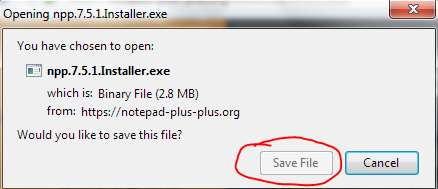 Opening npp.7.5.1.Installer.exe
You have chosen to open:
npp.7.5.1.Installer.exe
which is: Binary File (2.8 MB)
from: https://notepad-plus-plus.org
Would you like to save this file?
Save File Cancel